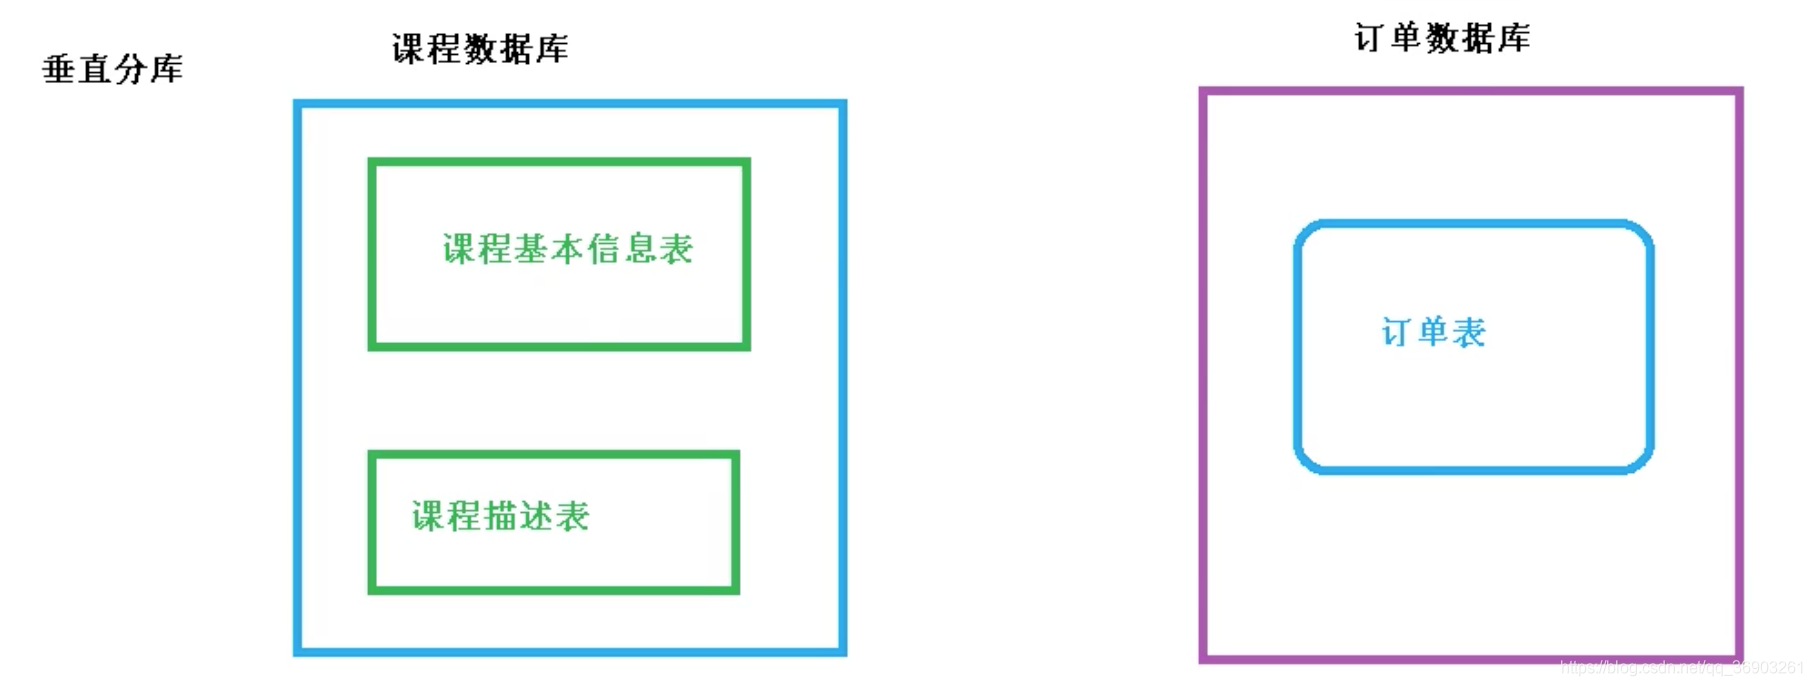 垂直分库
课程数据库
订单数据库
课程基本信息表
课程描述表
订单表
https://blog.csdn.net/qq_36903261